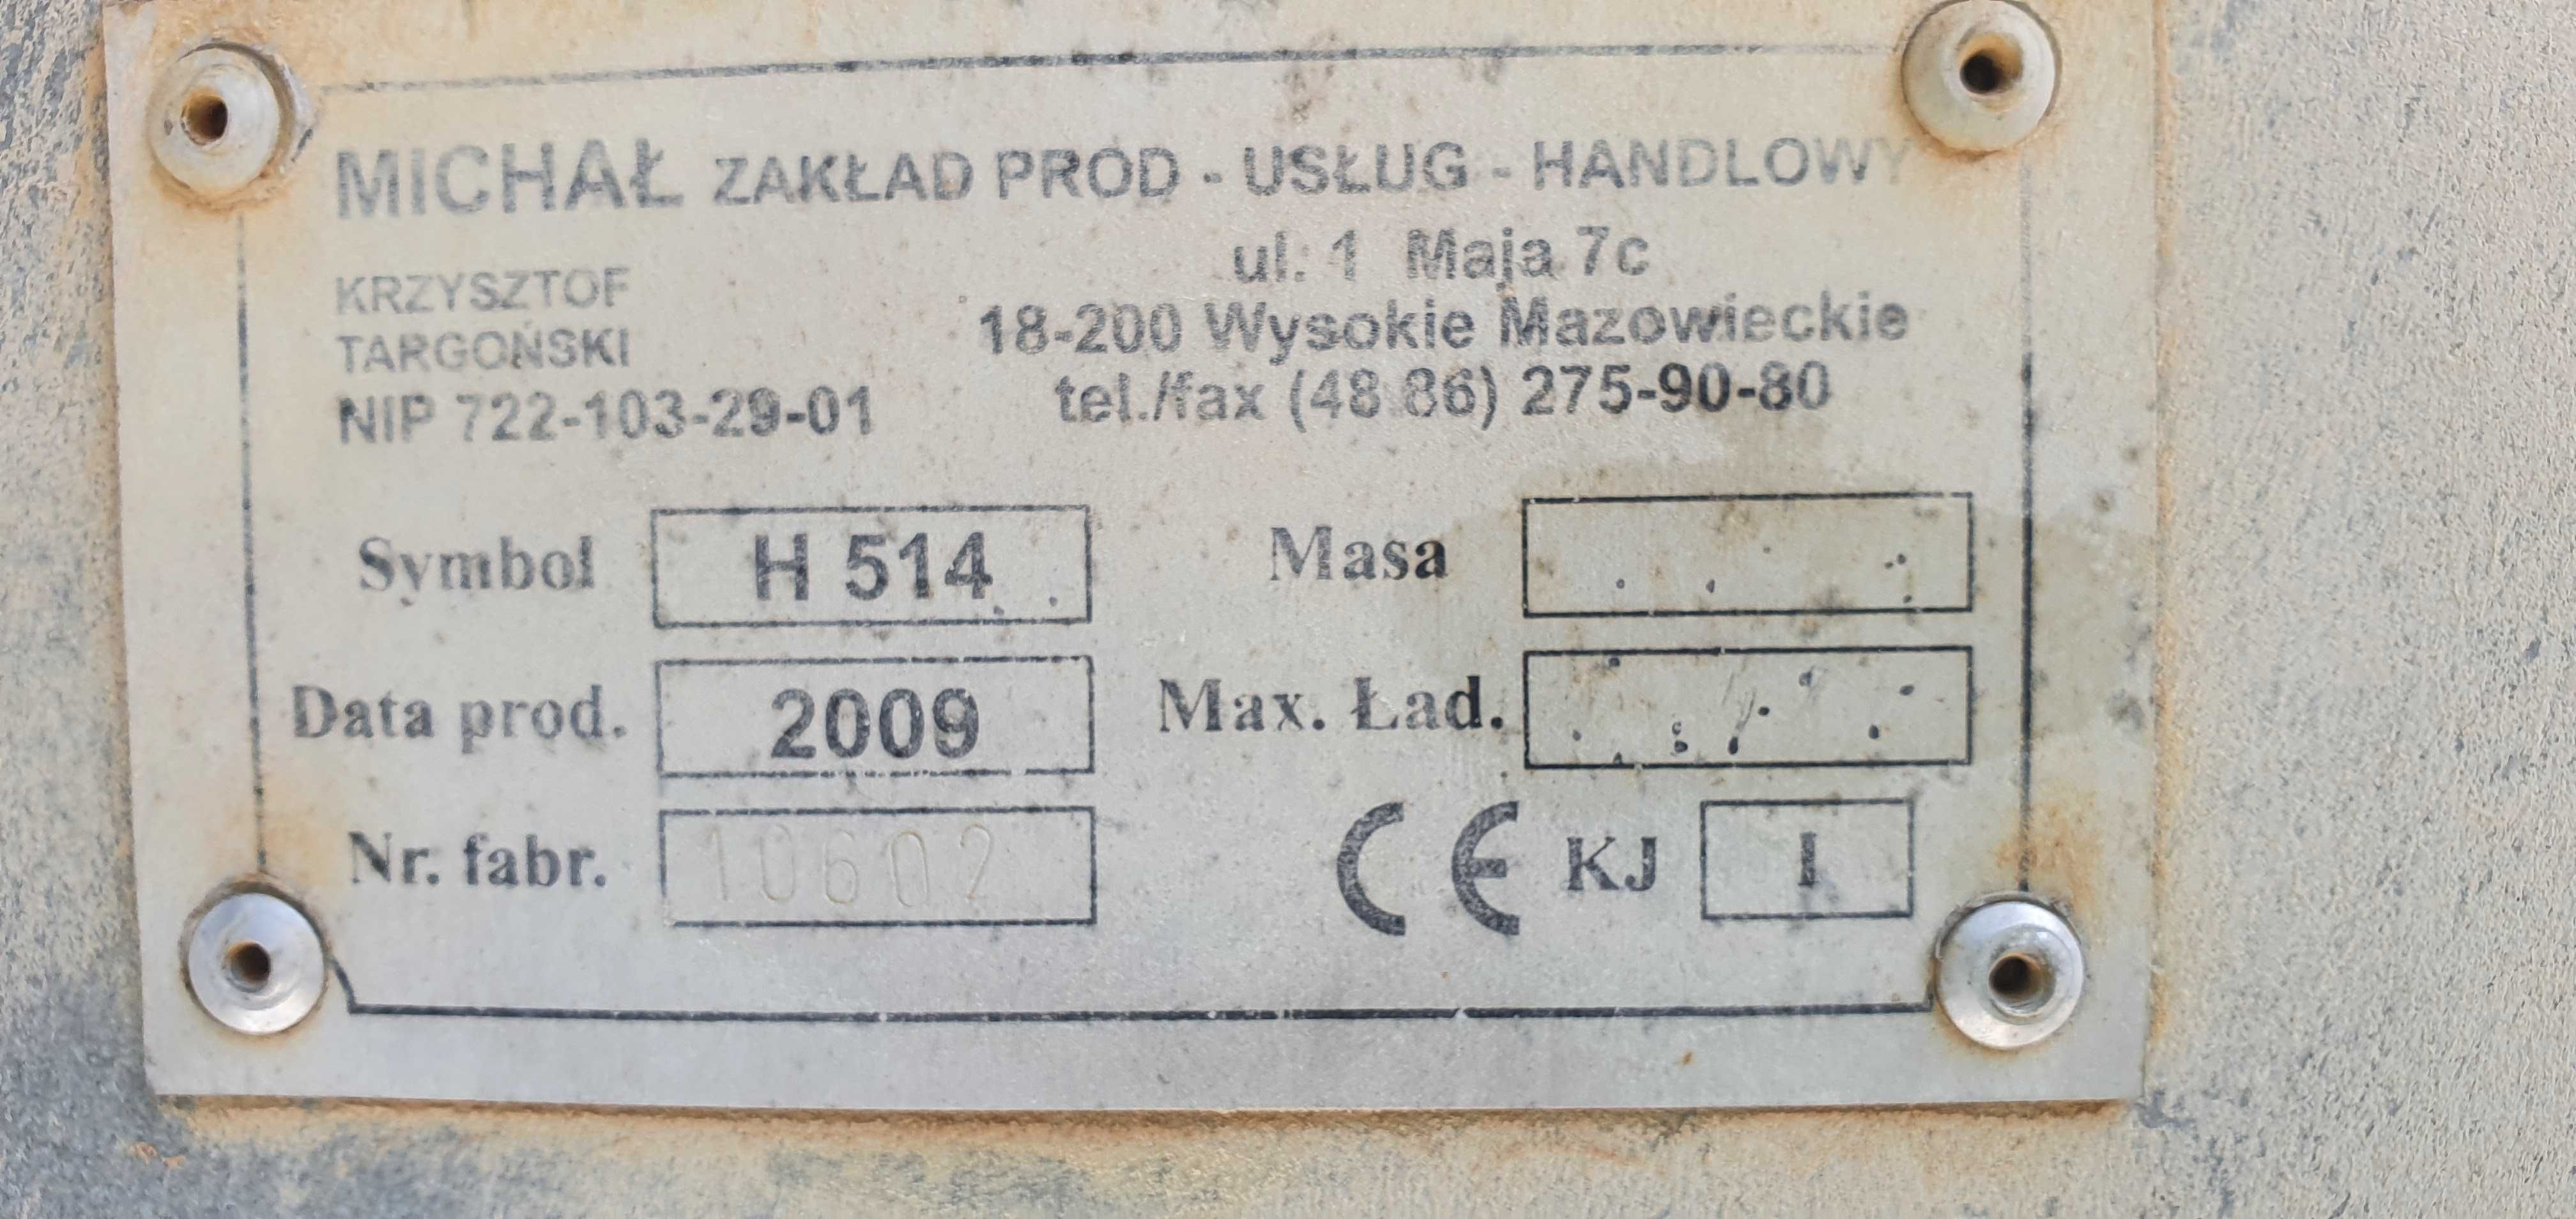 MICHAŁ ZAKŁAD PROD - USŁUG - HANDLOWY
KRZYSZTOF
TARGOŃSKI
NIP 722-103-29-01
ul. 1 Maja 7c
18-200 Wysokie Mazowieckie
tel./fax (48 86) 275-90-80
Symbol H 514 Masa
Data prod. 2009 Max. Ład.
Nr. fabr. 10602 CE KJ I